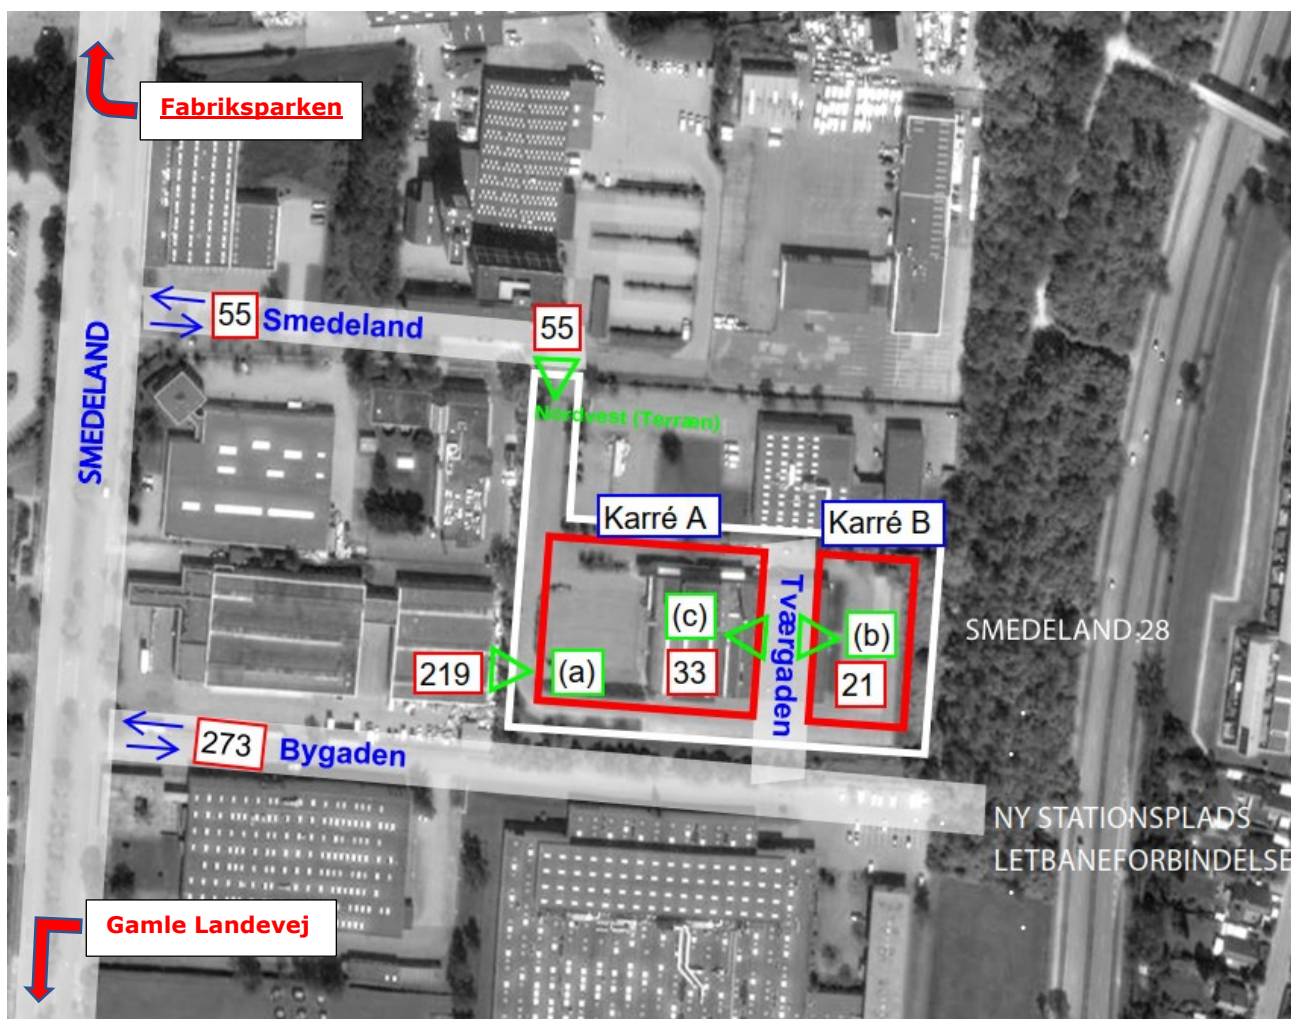 Fabriksparken
55 Smedeland
55
SMEDELAND
Nordvest (Terræn)
Karré A
Karré B
Tværgaden
(c)
(b)
SMEDELAND 28
219
(a)
33
21
273 Bygaden
NY STATIONSPLADS
LETBANEFORBINDELSE
Gamle Landevej